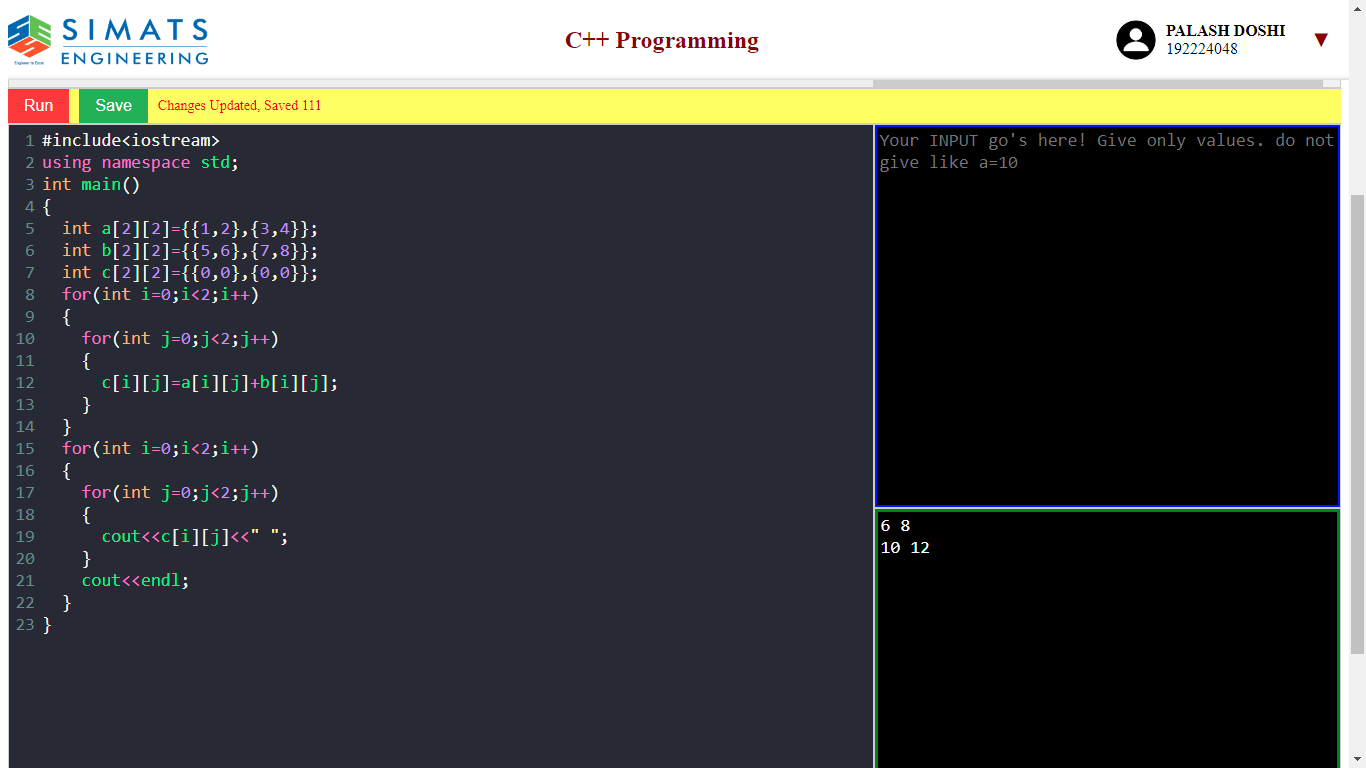 SIMATS
ENGINEERING
Engineer to Excel
C++ Programming
PALASH DOSHI
192224048
▼
Run Save Changes Updated, Saved 111
1 #include<iostream>
2 using namespace std;
3 int main()
4 {
5   int a[2][2]={{1,2},{3,4}};
6   int b[2][2]={{5,6},{7,8}};
7   int c[2][2]={{0,0},{0,0}};
8   for(int i=0;i<2;i++)
9   {
10     for(int j=0;j<2;j++)
11     {
12       c[i][j]=a[i][j]+b[i][j];
13     }
14   }
15   for(int i=0;i<2;i++)
16   {
17     for(int j=0;j<2;j++)
18     {
19       cout<<c[i][j]<<" ";
20     }
21     cout<<endl;
22   }
23 }
Your INPUT go's here! Give only values. do not
give like a=10
6 8
10 12